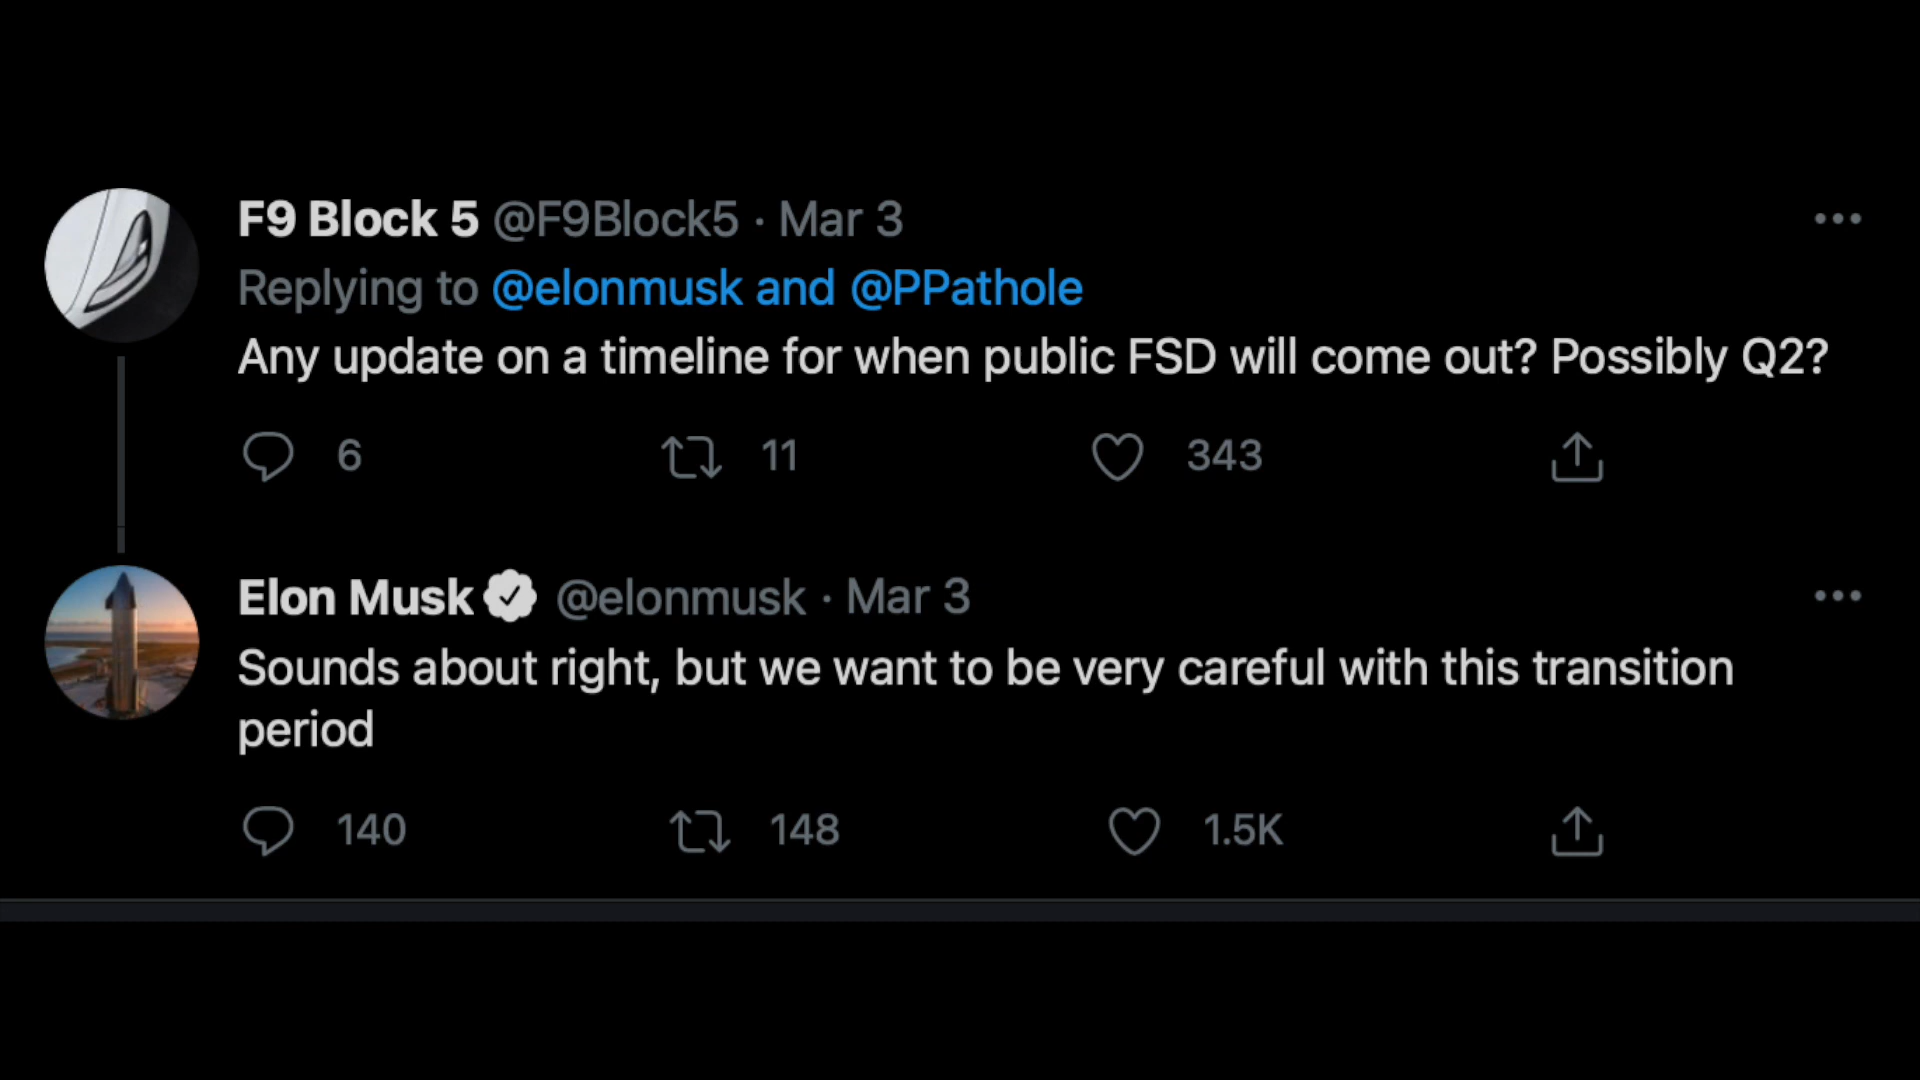 F9 Block 5 @F9Block5 · Mar 3
Replying to @elonmusk and @PPathole
Any update on a timeline for when public FSD will come out? Possibly Q2?
6 11 343
Elon Musk @elonmusk · Mar 3
Sounds about right, but we want to be very careful with this transition
period
140 148 1.5K